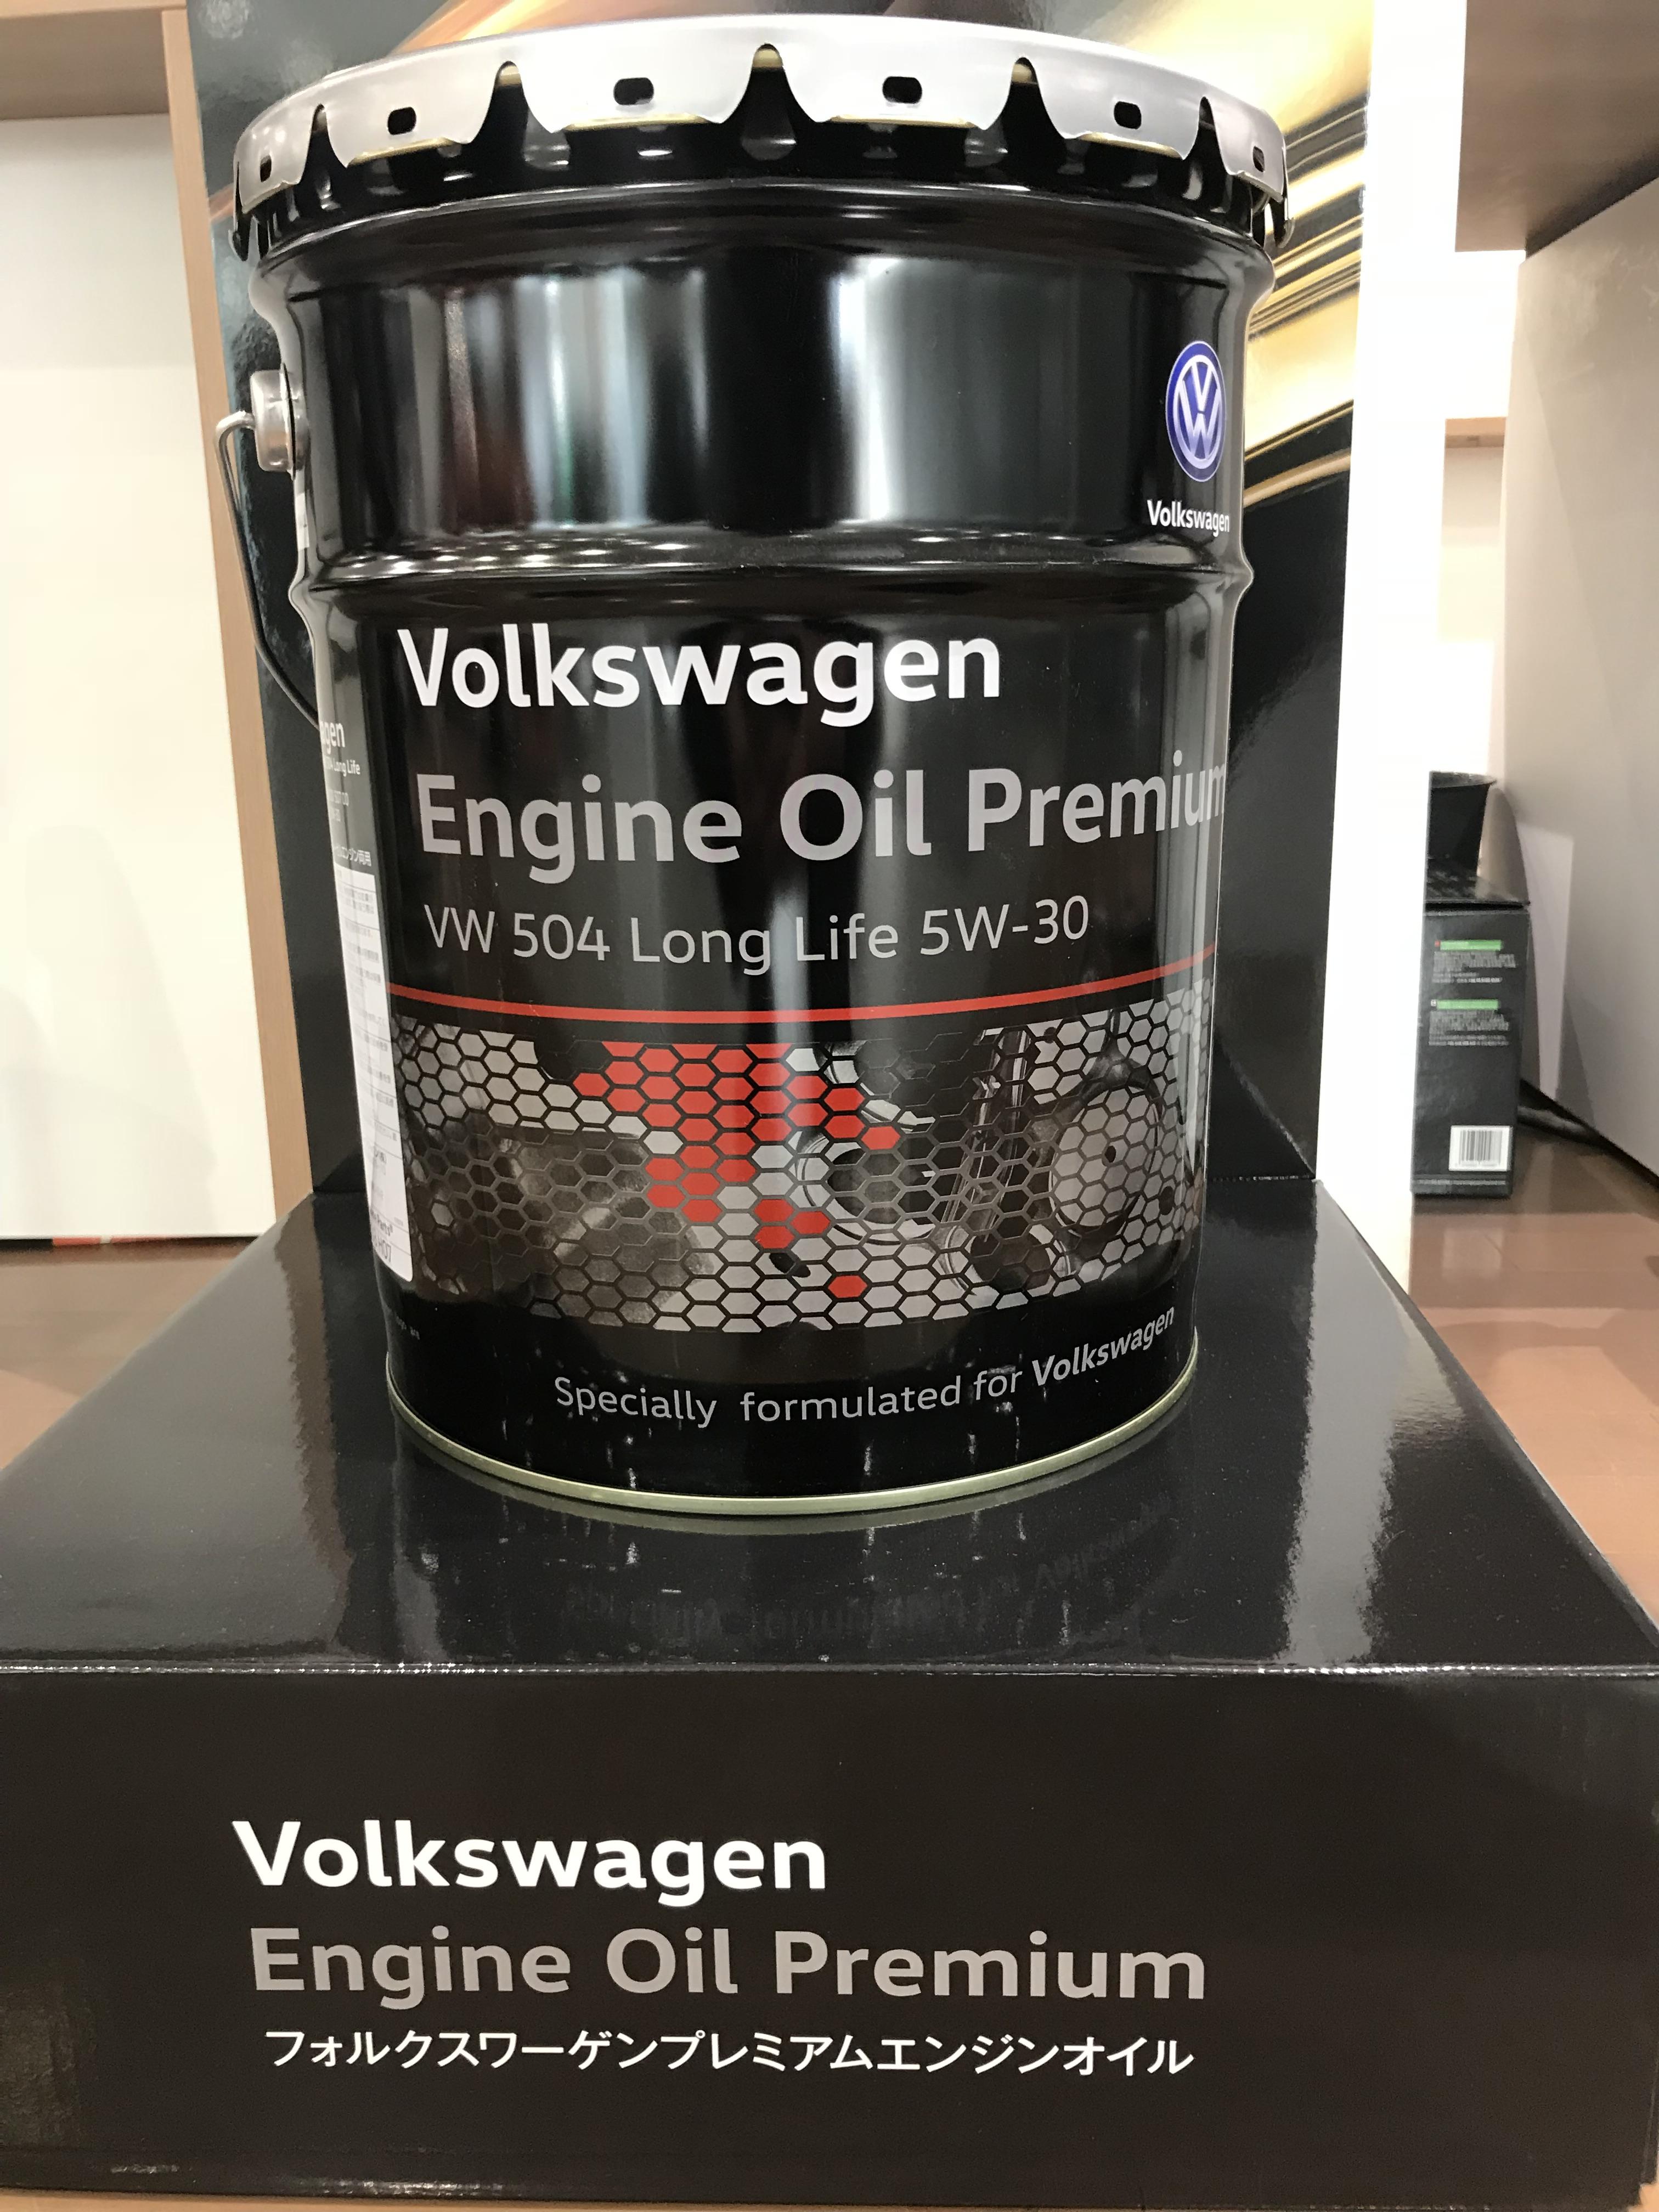 Volkswagen
Volkswagen
Engine Oil Premium
VW 504 Long Life 5W-30
Specially formulated for Volkswagen
Long Life
Volkswagen
Engine Oil Premium
フォルクスワーゲンプレミアムエンジンオイル